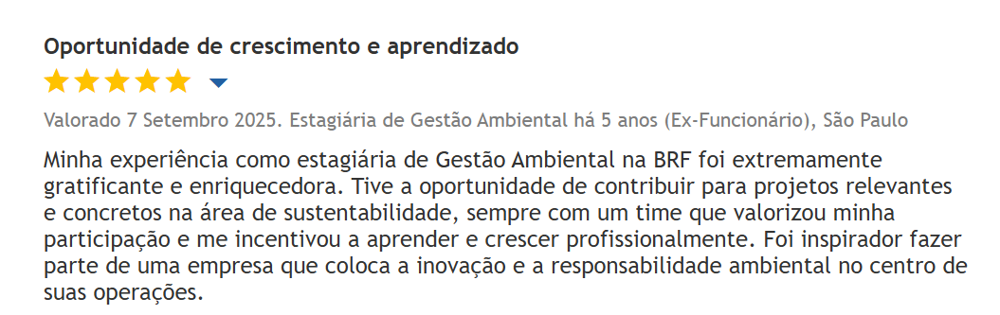 Oportunidade de crescimento e aprendizado
Valorado 7 Setembro 2025. Estagiária de Gestão Ambiental há 5 anos (Ex-Funcionário), São Paulo
Minha experiência como estagiária de Gestão Ambiental na BRF foi extremamente
gratificante e enriquecedora. Tive a oportunidade de contribuir para projetos relevantes
e concretos na área de sustentabilidade, sempre com um time que valorizou minha
participação e me incentivou a aprender e crescer profissionalmente. Foi inspirador fazer
parte de uma empresa que coloca a inovação e a responsabilidade ambiental no centro de
suas operações.